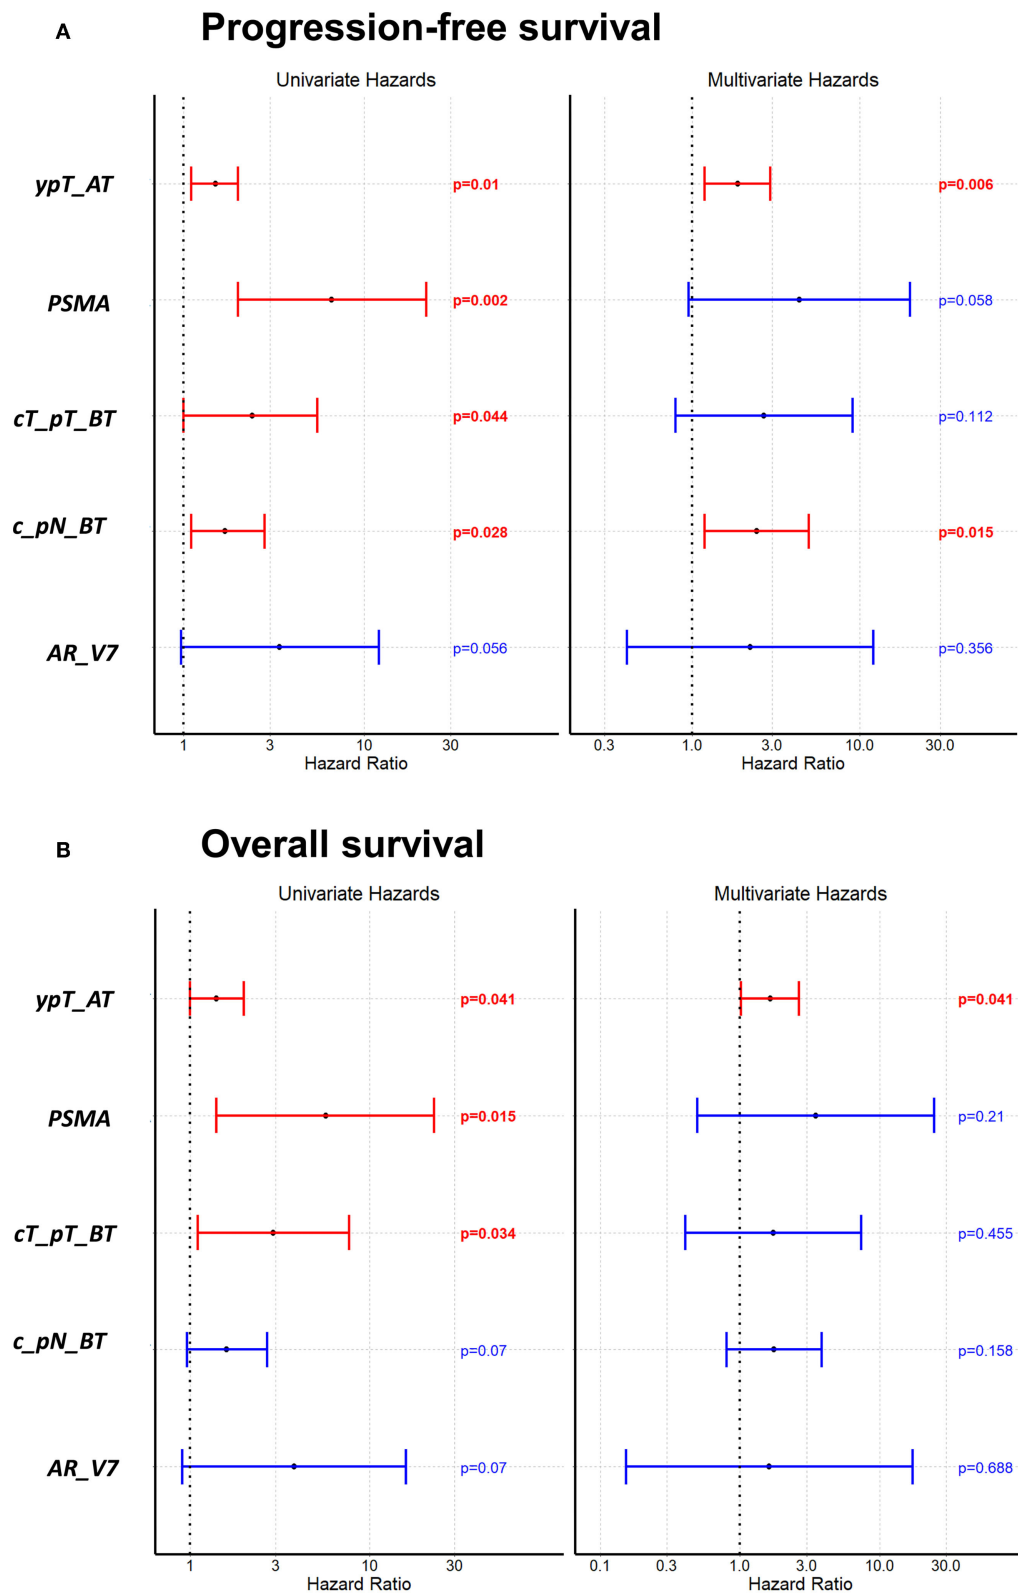 A
Progression-free survival
Univariate Hazards
Multivariate Hazards
ypT_AT
p=0.01
p=0.006
PSMA
p=0.002
p=0.058
cT_pT_BT
p=0.044
p=0.112
c_pN_BT
p=0.028
p=0.015
AR_V7
p=0.056
p=0.356
1 3 10 30
0.3 1.0 3.0 10.0 30.0
Hazard Ratio
Hazard Ratio
B
Overall survival
Univariate Hazards
Multivariate Hazards
ypT_AT
p=0.041
p=0.041
PSMA
p=0.015
p=0.21
cT_pT_BT
p=0.034
p=0.455
c_pN_BT
p=0.07
p=0.158
AR_V7
p=0.07
p=0.688
1 3 10 30
0.1 0.3 1.0 3.0 10.0 30.0
Hazard Ratio
Hazard Ratio